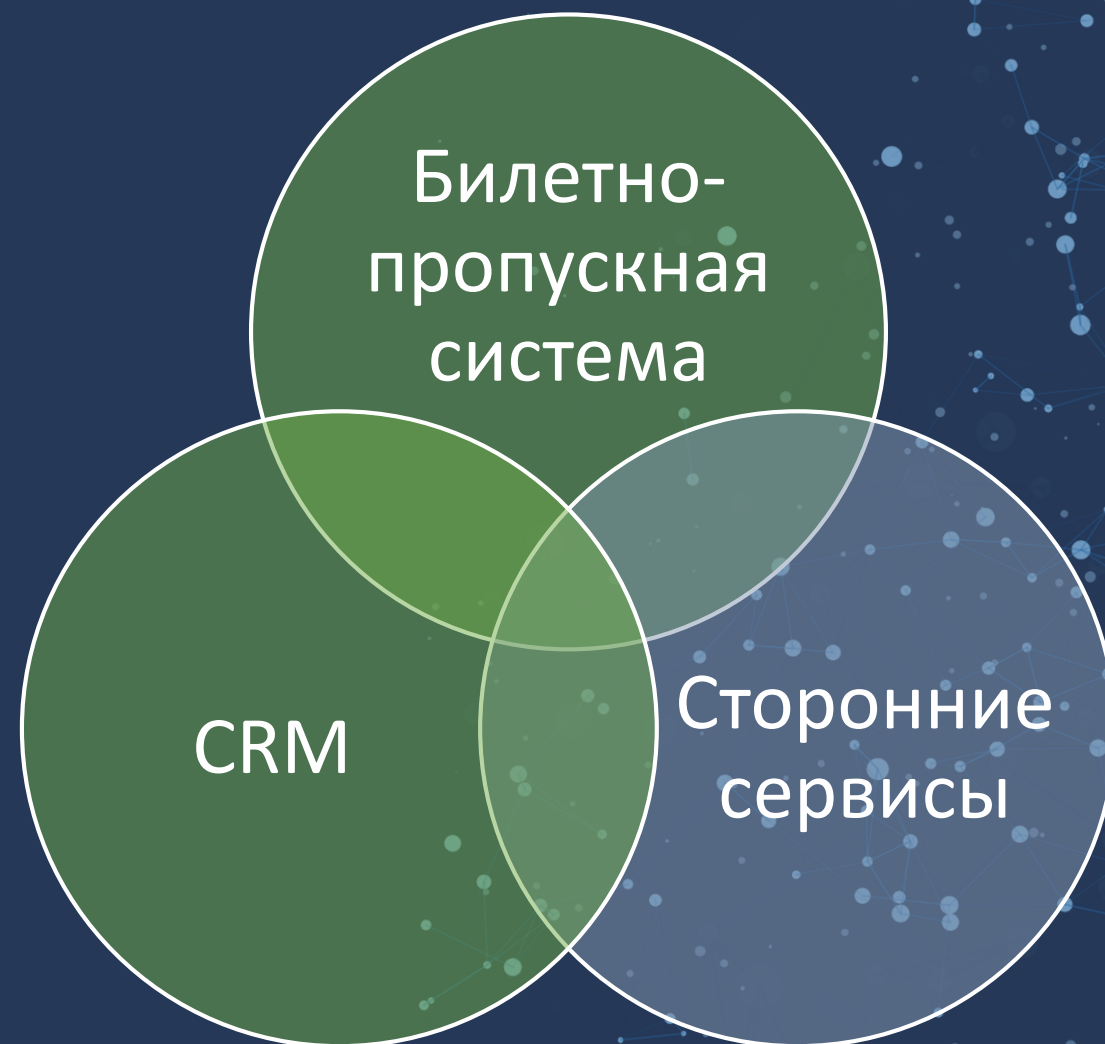 Билетно-
пропускная
система
CRM
Сторонние
сервисы